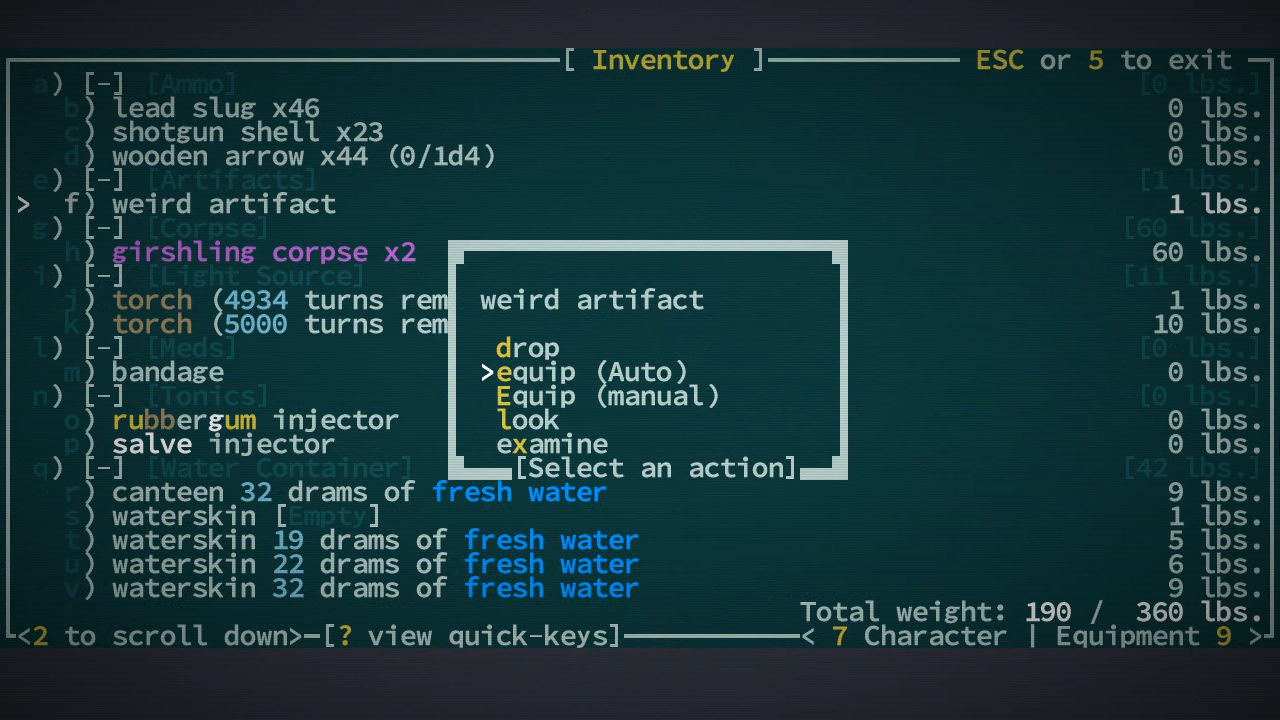 [ Inventory ] ESC or 5 to exit
a) [-] [Ammo] [0 lbs.]
b) lead slug x46 0 lbs.
c) shotgun shell x23 0 lbs.
d) wooden arrow x44 (0/1d4) 0 lbs.
e) [-] [Artifacts] [1 lbs.]
> f) weird artifact 1 lbs.
g) [-] [Corpse] [60 lbs.]
h) girshling corpse x2 60 lbs.
i) [-] [Light Source] [11 lbs.]
j) torch (4934 turns rem 1 lbs.
k) torch (5000 turns rem 10 lbs.
l) [-] [Meds] [0 lbs.]
m) bandage 0 lbs.
n) [-] [Tonics] [0 lbs.]
o) rubbergum injector 0 lbs.
p) salve injector 0 lbs.
q) [-] [Water Container] [42 lbs.]
r) canteen 32 drams of fresh water 9 lbs.
s) waterskin [Empty] 1 lbs.
t) waterskin 19 drams of fresh water 5 lbs.
u) waterskin 22 drams of fresh water 6 lbs.
v) waterskin 32 drams of fresh water 9 lbs.
Total weight: 190 / 360 lbs.
<2 to scroll down> [? view quick-keys] < 7 Character | Equipment 9 >
weird artifact
drop
>equip (Auto)
Equip (manual)
look
examine
[Select an action]